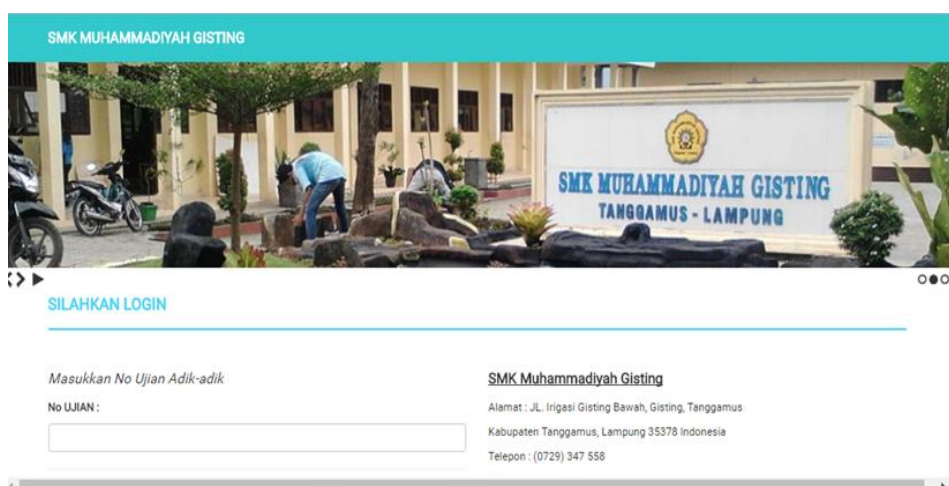 SMK MUHAMMADIYAH GISTING
SMK MUHAMMADIYAH GISTING
TANGGAMUS - LAMPUNG
SILAHKAN LOGIN
Masukkan No Ujian Adik-adik
No UJIAN :
SMK Muhammadiyah Gisting
Alamat : JL. Irigasi Gisting Bawah, Gisting, Tanggamus
Kabupaten Tanggamus, Lampung 35378 Indonesia
Telepon : (0729) 347 558